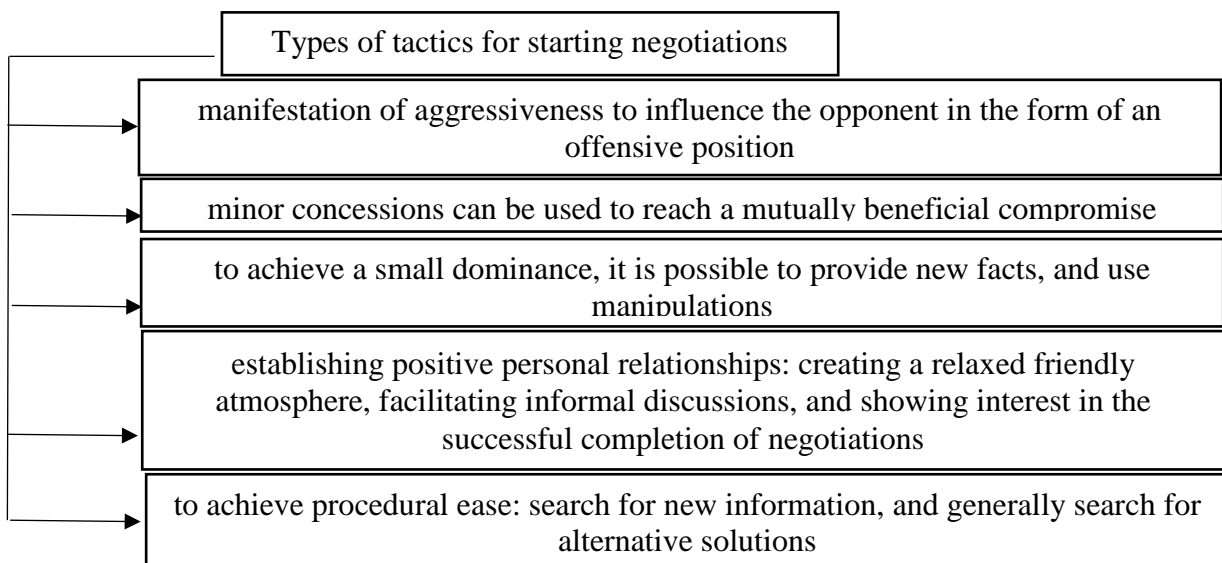 Types of tactics for starting negotiations
manifestation of aggressiveness to influence the opponent in the form of an
offensive position
minor concessions can be used to reach a mutually beneficial compromise
to achieve a small dominance, it is possible to provide new facts, and use
manipulations
establishing positive personal relationships: creating a relaxed friendly
atmosphere, facilitating informal discussions, and showing interest in the
successful completion of negotiations
to achieve procedural ease: search for new information, and generally search for
alternative solutions